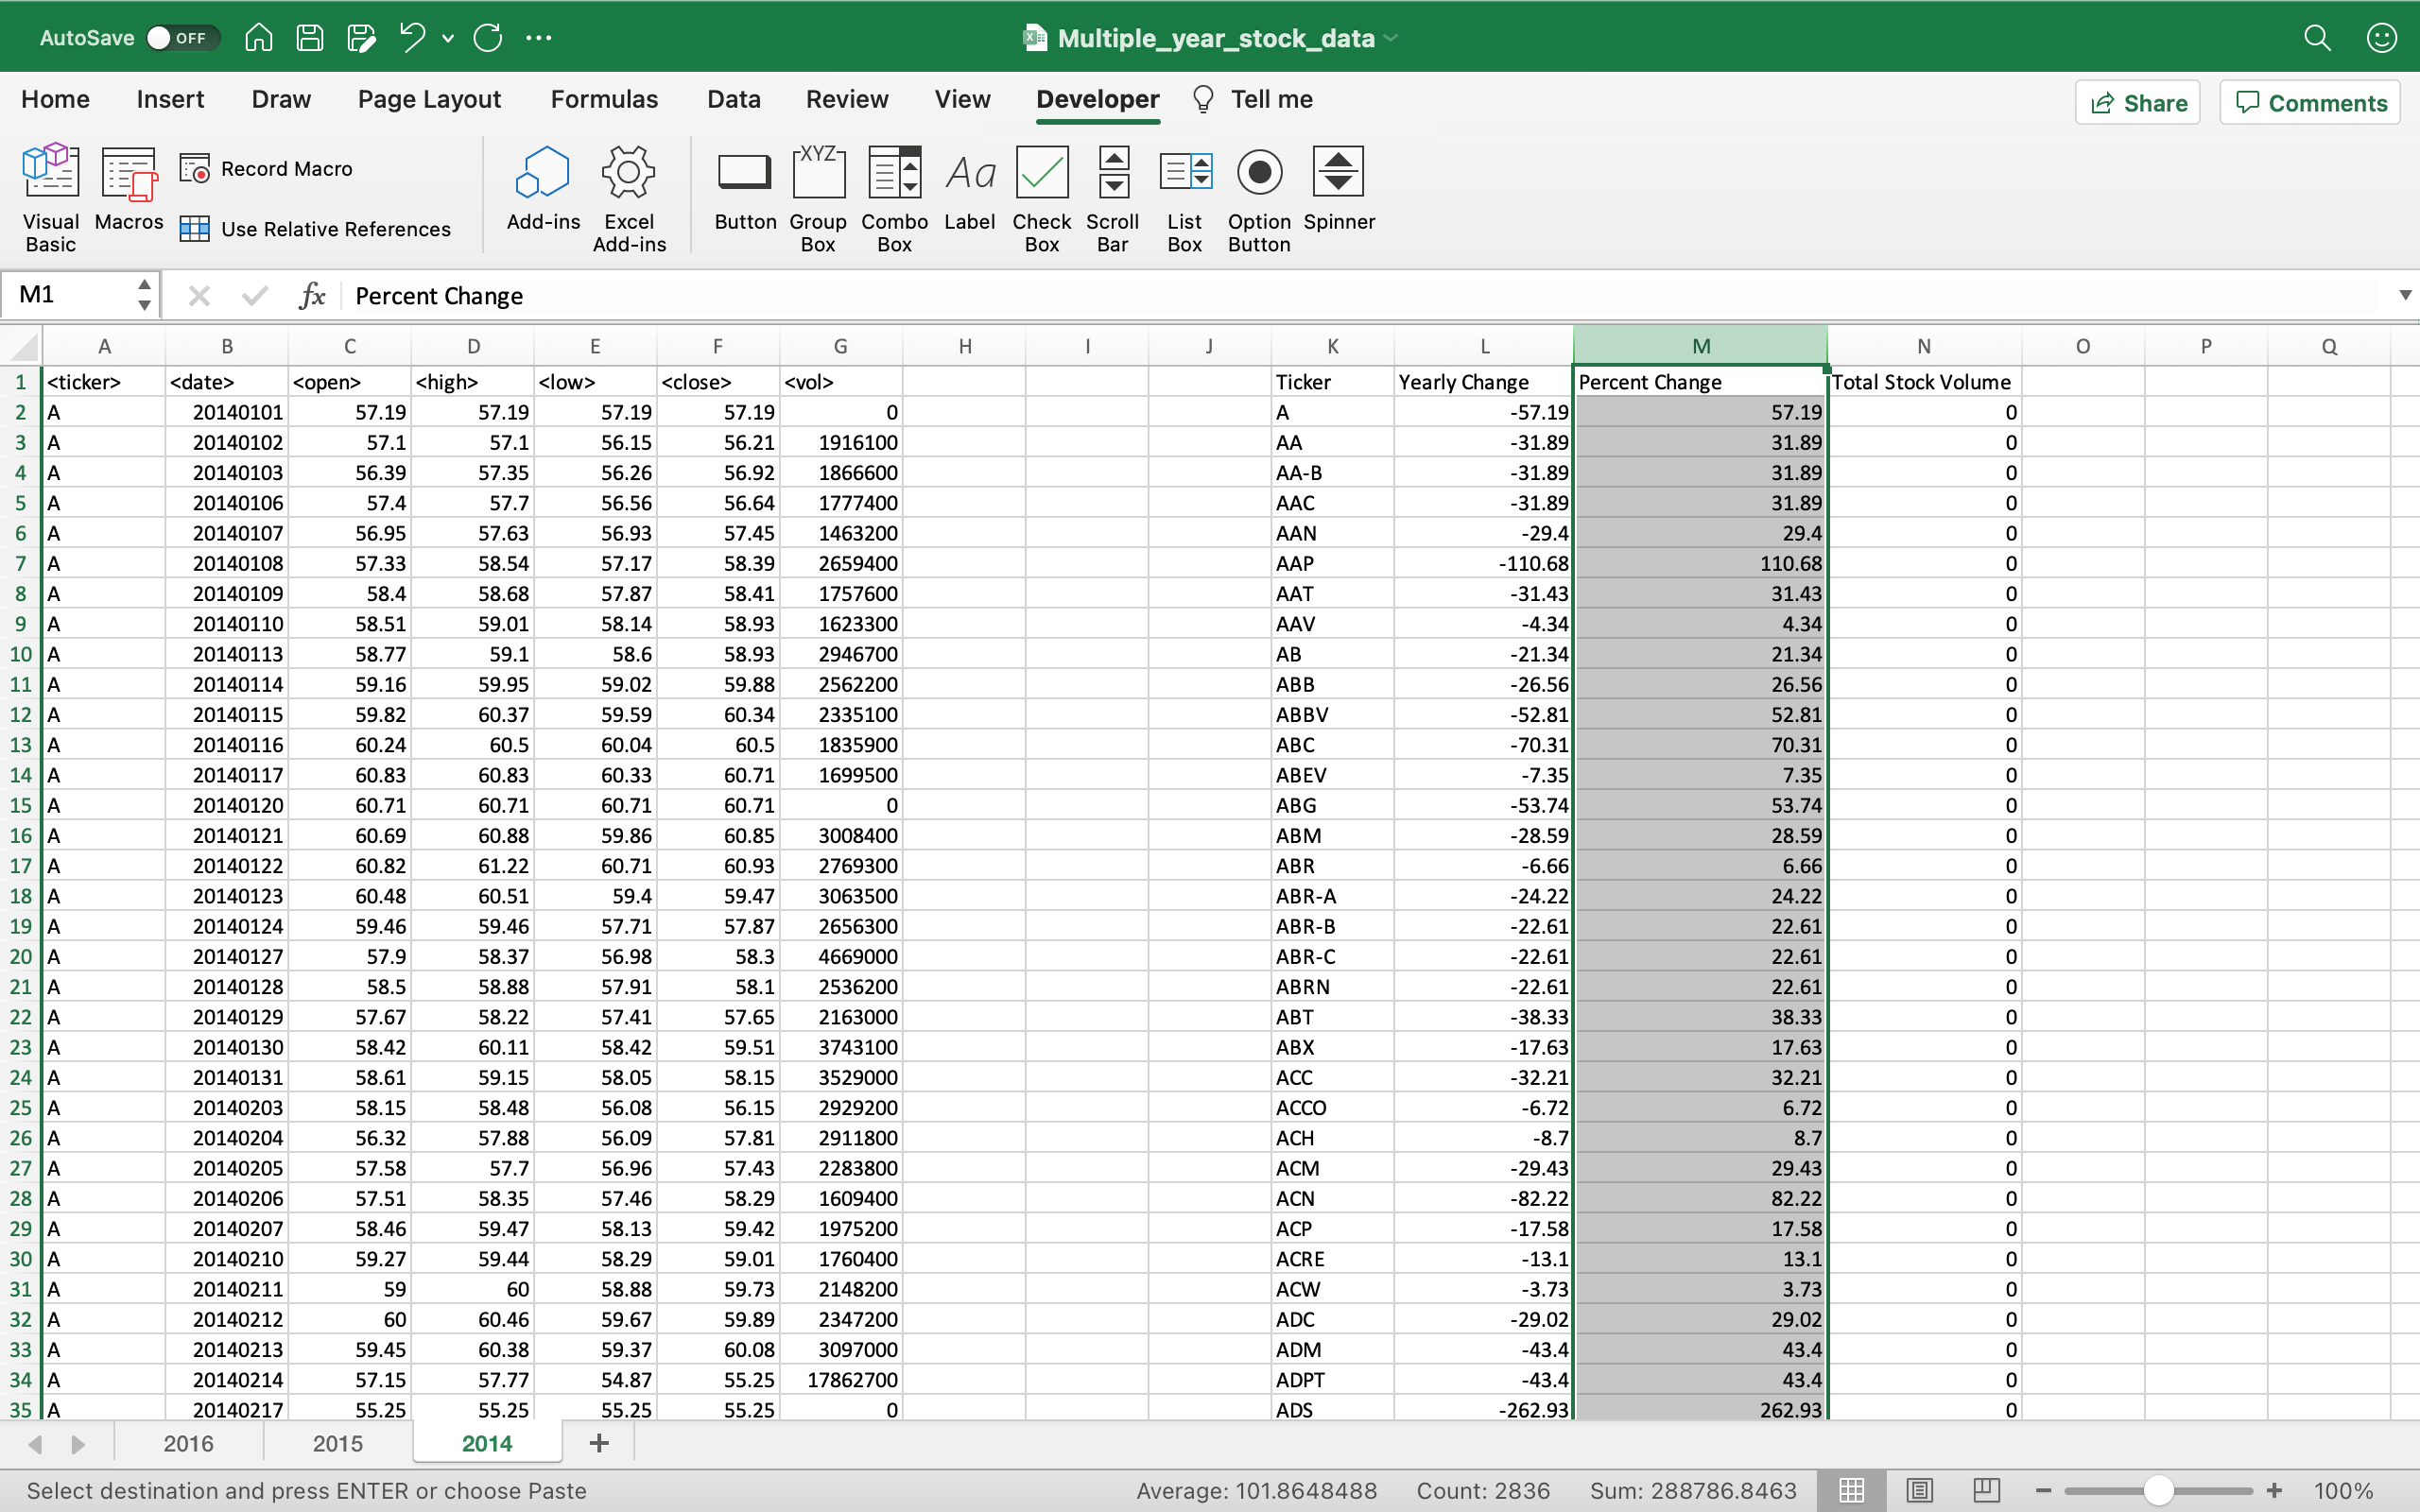 AutoSave OFF Multiple_year_stock_data
Home Insert Draw Page Layout Formulas Data Review View Developer Tell me Share Comments
Visual Basic Macros Record Macro Use Relative References Add-ins Excel Add-ins Button XYZ Group Box Combo Box Aa Label Check Box Scroll Bar List Box Option Button Spinner
M1 fx Percent Change
A B C D E F G H I J K L M N O P Q
1 <ticker> <date> <open> <high> <low> <close> <vol> Ticker Yearly Change Percent Change Total Stock Volume
2 A 20140101 57.19 57.19 57.19 57.19 0 A -57.19 57.19 0
3 A 20140102 57.1 57.1 56.15 56.21 1916100 AA -31.89 31.89 0
4 A 20140103 56.39 57.35 56.26 56.92 1866600 AA-B -31.89 31.89 0
5 A 20140106 57.4 57.7 56.56 56.64 1777400 AAC -31.89 31.89 0
6 A 20140107 56.95 57.63 56.93 57.45 1463200 AAN -29.4 29.4 0
7 A 20140108 57.33 58.54 57.17 58.39 2659400 AAP -110.68 110.68 0
8 A 20140109 58.4 58.68 57.87 58.41 1757600 AAT -31.43 31.43 0
9 A 20140110 58.51 59.01 58.14 58.93 1623300 AAV -4.34 4.34 0
10 A 20140113 58.77 59.1 58.6 58.93 2946700 AB -21.34 21.34 0
11 A 20140114 59.16 59.95 59.02 59.88 2562200 ABB -26.56 26.56 0
12 A 20140115 59.82 60.37 59.59 60.34 2335100 ABBV -52.81 52.81 0
13 A 20140116 60.24 60.5 60.04 60.5 1835900 ABC -70.31 70.31 0
14 A 20140117 60.83 60.83 60.33 60.71 1699500 ABEV -7.35 7.35 0
15 A 20140120 60.71 60.71 60.71 60.71 0 ABG -53.74 53.74 0
16 A 20140121 60.69 60.88 59.86 60.85 3008400 ABM -28.59 28.59 0
17 A 20140122 60.82 61.22 60.71 60.93 2769300 ABR -6.66 6.66 0
18 A 20140123 60.48 60.51 59.4 59.47 3063500 ABR-A -24.22 24.22 0
19 A 20140124 59.46 59.46 57.71 57.87 2656300 ABR-B -22.61 22.61 0
20 A 20140127 57.9 58.37 56.98 58.3 4669000 ABR-C -22.61 22.61 0
21 A 20140128 58.5 58.88 57.91 58.1 2536200 ABRN -22.61 22.61 0
22 A 20140129 57.67 58.22 57.41 57.65 2163000 ABT -38.33 38.33 0
23 A 20140130 58.42 60.11 58.42 59.51 3743100 ABX -17.63 17.63 0
24 A 20140131 58.61 59.15 58.05 58.15 3529000 ACC -32.21 32.21 0
25 A 20140203 58.15 58.48 56.08 56.15 2929200 ACCO -6.72 6.72 0
26 A 20140204 56.32 57.88 56.09 57.81 2911800 ACH -8.7 8.7 0
27 A 20140205 57.58 57.7 56.96 57.43 2283800 ACM -29.43 29.43 0
28 A 20140206 57.51 58.35 57.46 58.29 1609400 ACN -82.22 82.22 0
29 A 20140207 58.46 59.47 58.13 59.42 1975200 ACP -17.58 17.58 0
30 A 20140210 59.27 59.44 58.29 59.01 1760400 ACRE -13.1 13.1 0
31 A 20140211 59 60 58.88 59.73 2148200 ACW -3.73 3.73 0
32 A 20140212 60 60.46 59.67 59.89 2347200 ADC -29.02 29.02 0
33 A 20140213 59.45 60.38 59.37 60.08 3097000 ADM -43.4 43.4 0
34 A 20140214 57.15 57.77 54.87 55.25 17862700 ADPT -43.4 43.4 0
35 A 20140217 55.25 55.25 55.25 55.25 0 ADS -262.93 262.93 0
2016 2015 2014
Select destination and press ENTER or choose Paste Average: 101.8648488 Count: 2836 Sum: 288786.8463 100%